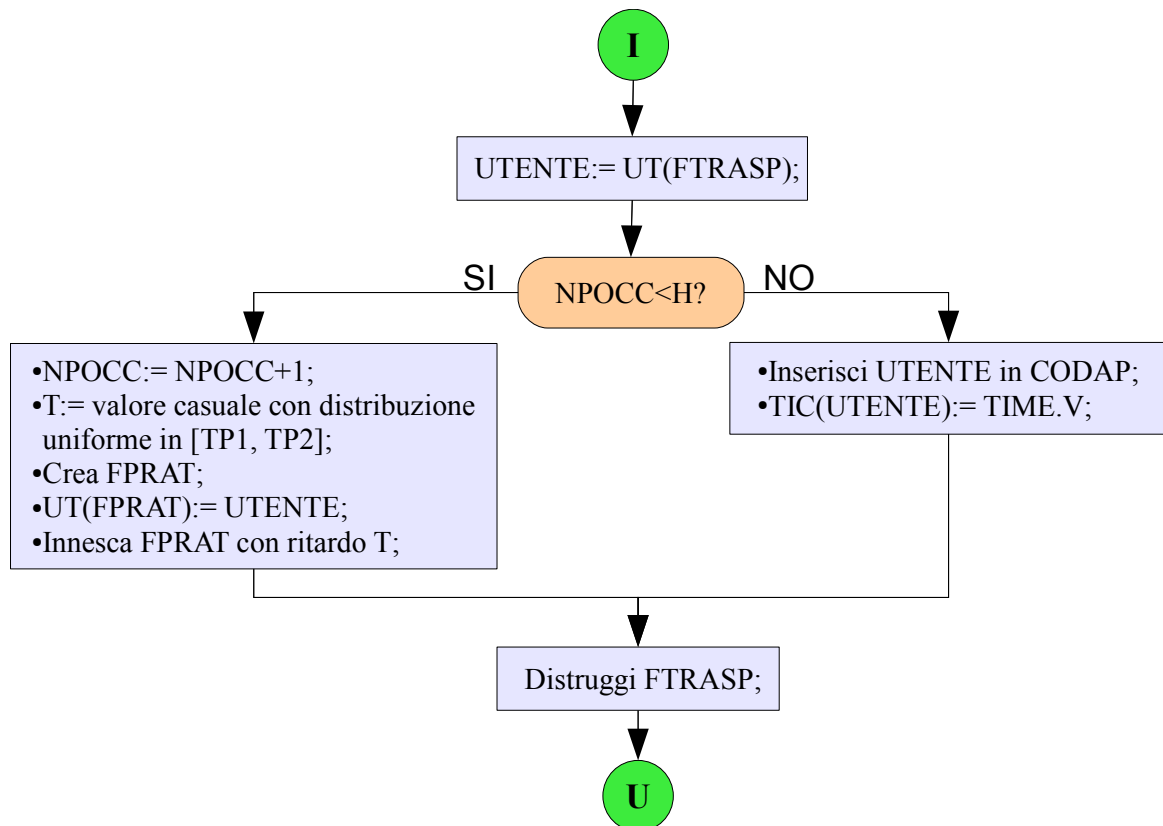 I
UTENTE:= UT(FTRASP);
SI
NPOCC<H?
NO
•NPOCC:= NPOCC+1;
•T:= valore casuale con distribuzione
uniforme in [TP1, TP2];
•Crea FPRAT;
•UT(FPRAT):= UTENTE;
•Innesca FPRAT con ritardo T;
•Inserisci UTENTE in CODAP;
•TIC(UTENTE):= TIME.V;
Distruggi FTRASP;
U